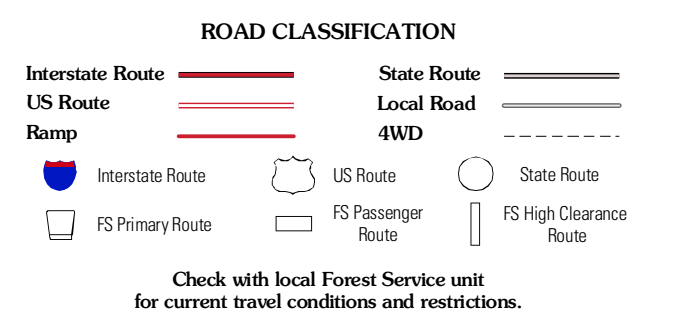 ROAD CLASSIFICATION
Interstate Route
State Route
US Route
Local Road
Ramp
4WD
Interstate Route
US Route
State Route
FS Primary Route
FS Passenger
Route
FS High Clearance
Route
Check with local Forest Service unit
for current travel conditions and restrictions.